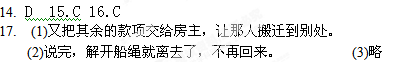 14. D  15.C 16.C
17. (1)又把其余的款项交给房主，让那人搬迁到别处。
(2)说完，解开船绳就离去了，不再回来。 (3)略